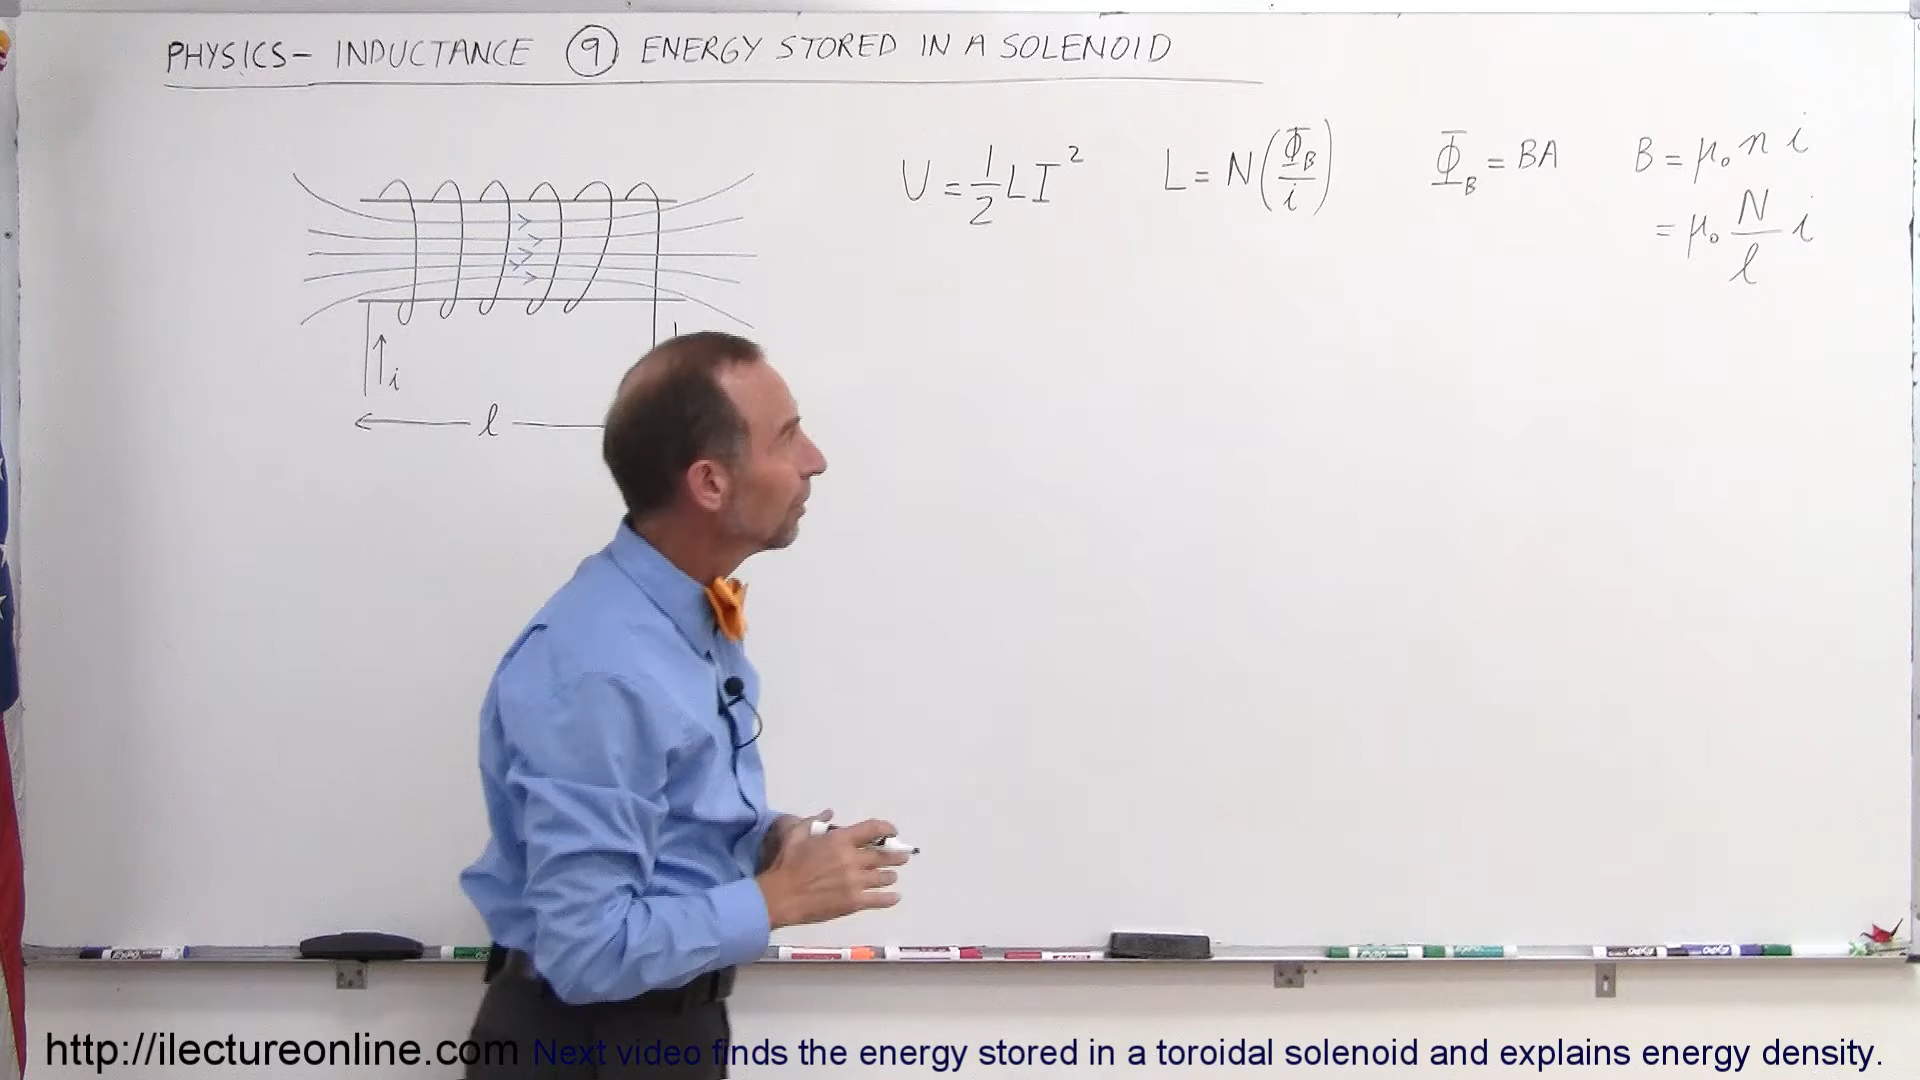 PHYSICS- INDUCTANCE ⑨ ENERGY STORED IN A SOLENOID
U = 1/2 LI² L = N(Φ_B/i) Φ_B = BA B = μ₀ n i
= μ₀ N/l i
i
l
http://ilectureonline.com Next video finds the energy stored in a toroidal solenoid and explains energy density.